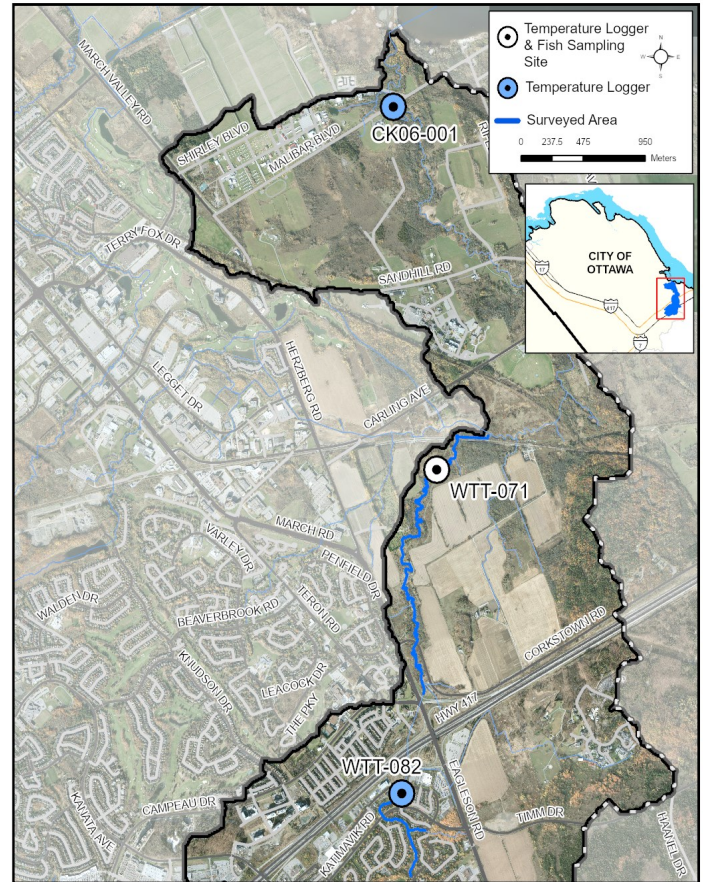 Temperature Logger
& Fish Sampling
Site
N
W
E
S
Temperature Logger
Surveyed Area
0 237.5 475 950
Meters
MARCH VALLEY RD
SHIRLEY BLVD
MALIBAR BLVD
CK06-001
CITY OF
OTTAWA
17
417
17
7
TERRY FOX DR
SANDHILL RD
HERZBERG RD
LEGGET DR
CARLING AVE
WTT-071
MARCH RD
VARLEY DR
PENFIELD DR
WALDEN DR
BEAVERBROOK RD
TERON RD
CORKSTOWN RD
KNUDSON DR
LEACOCK DR
THE PKY
HWY 417
WTT-082
CAMPEAU DR
EAGLESON RD
TIMM DR
KANATA AVE
KATIMAVIK RD